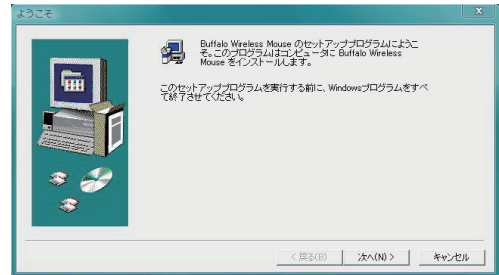 ようこそ
Buffalo Wireless Mouse のセットアッププログラムにようこ
そ。このプログラムはコンピュータに Buffalo Wireless
Mouse をインストールします。
このセットアッププログラムを実行する前に、Windowsプログラムをすべ
て終了させてください。
< 戻る(B)
次へ(N) >
キャンセル